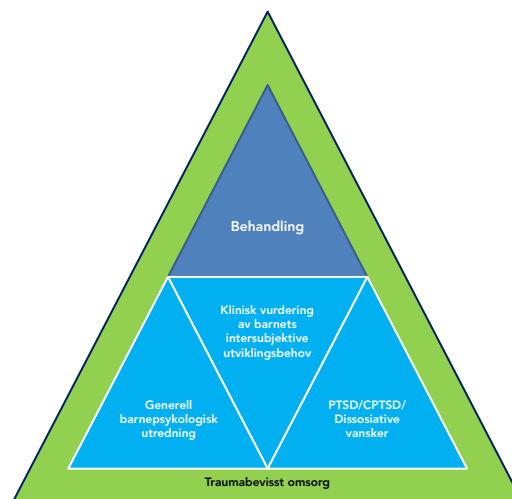 Behandling
Klinisk vurdering
av barnets
intersubjektive
utviklingsbehov
Generell
barnepsykologisk
utredning
PTSD/CPTSD/
Dissosiative
vansker
Traumabevisst omsorg